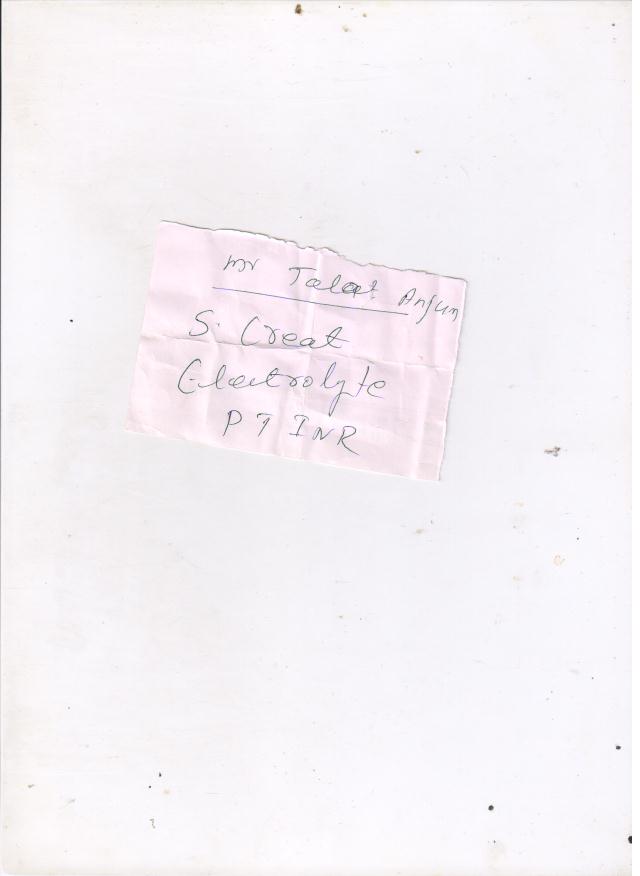 Mr Talat Anjum
S. Creat
Electrolyte
PT INR